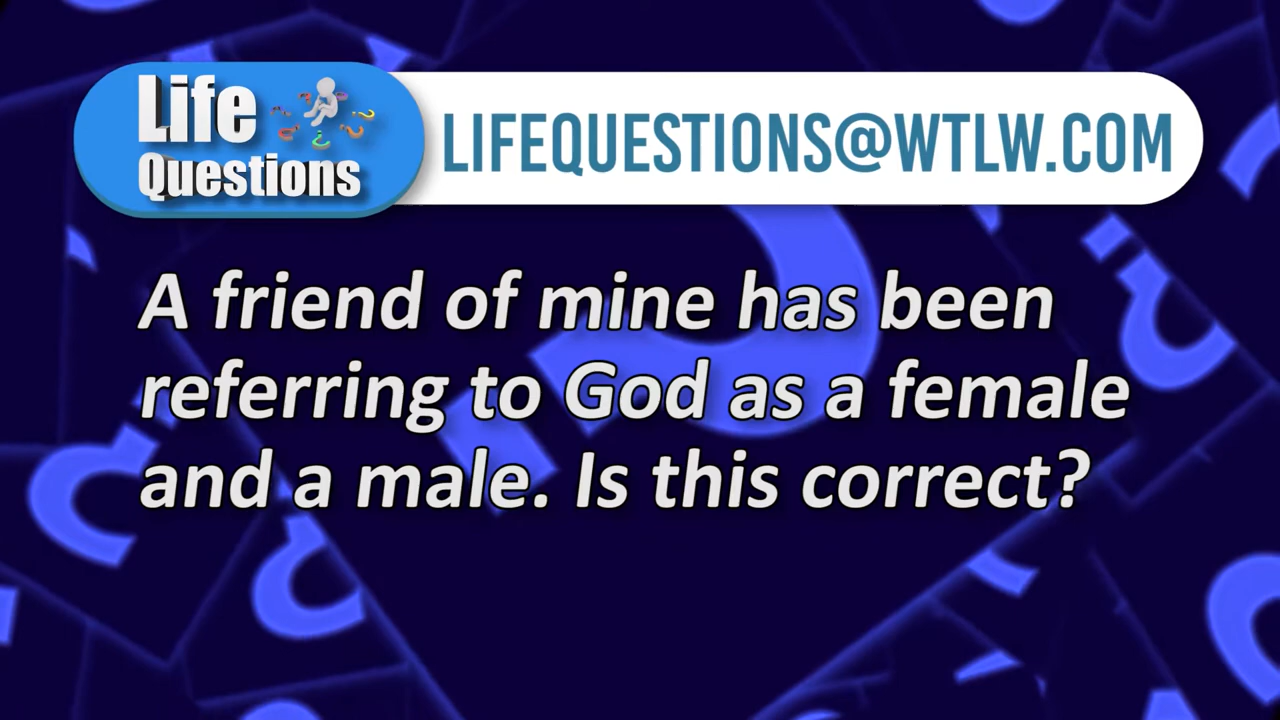 Life
Questions
LIFEQUESTIONS@WTLW.COM
A friend of mine has been
referring to God as a female
and a male. Is this correct?